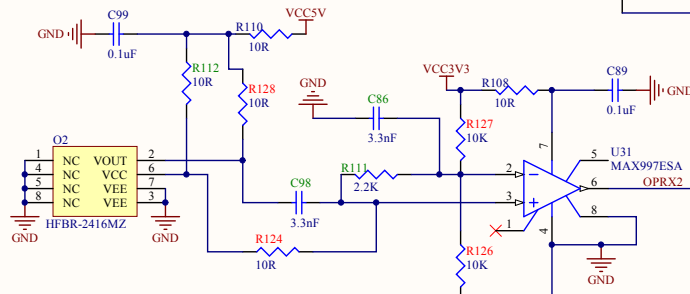 C99
GND
0.1uF
R110
10R
VCC5V
R112
10R
R128
10R
GND
C86
3.3nF
VCC3V3
R108
10R
C89
0.1uF
GND
R127
10K
O2
1
4
5
8
NC
NC
NC
NC
VOUT
VCC
VEE
VEE
2
6
7
3
HFBR-2416MZ
GND
GND
R111
2.2K
C98
3.3nF
R124
10R
R126
10K
2
3
7
5
U31
MAX997ESA
6
OPRX2
8
1
4
GND